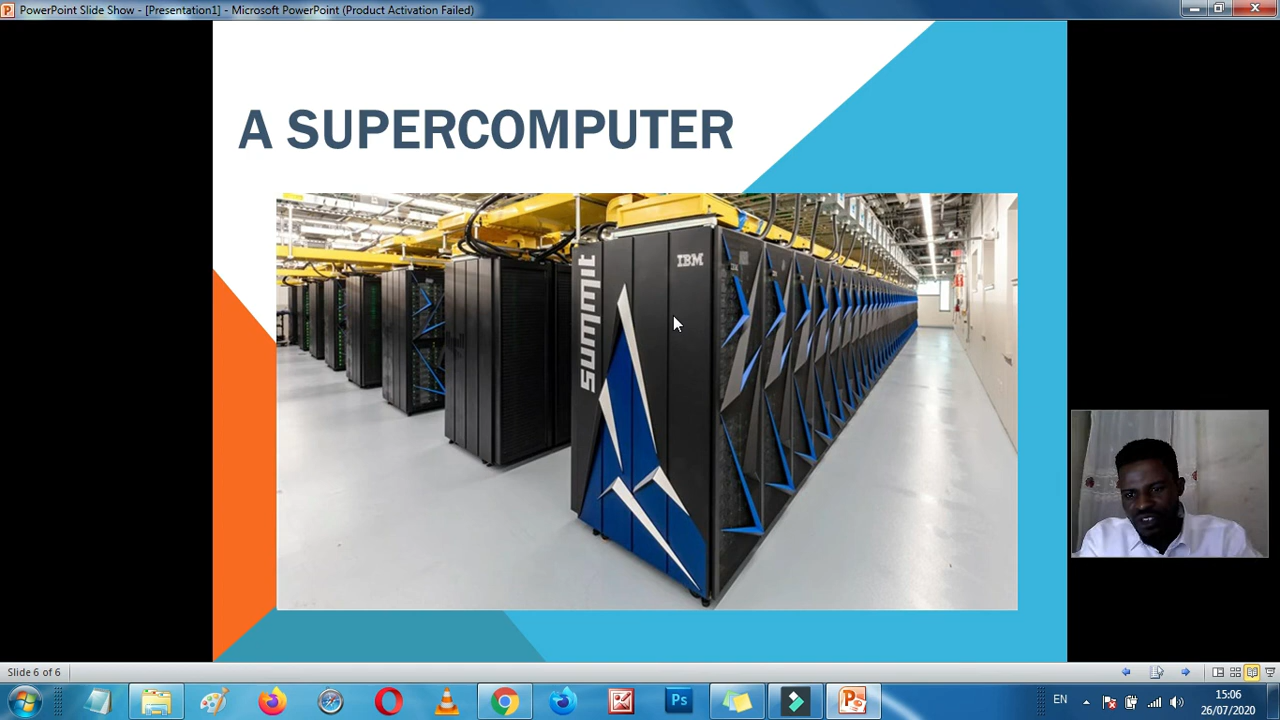 PowerPoint Slide Show - [Presentation1] - Microsoft PowerPoint (Product Activation Failed)
A SUPERCOMPUTER
IBM
summit
Slide 6 of 6
Ps
EN
15:06
26/07/2020